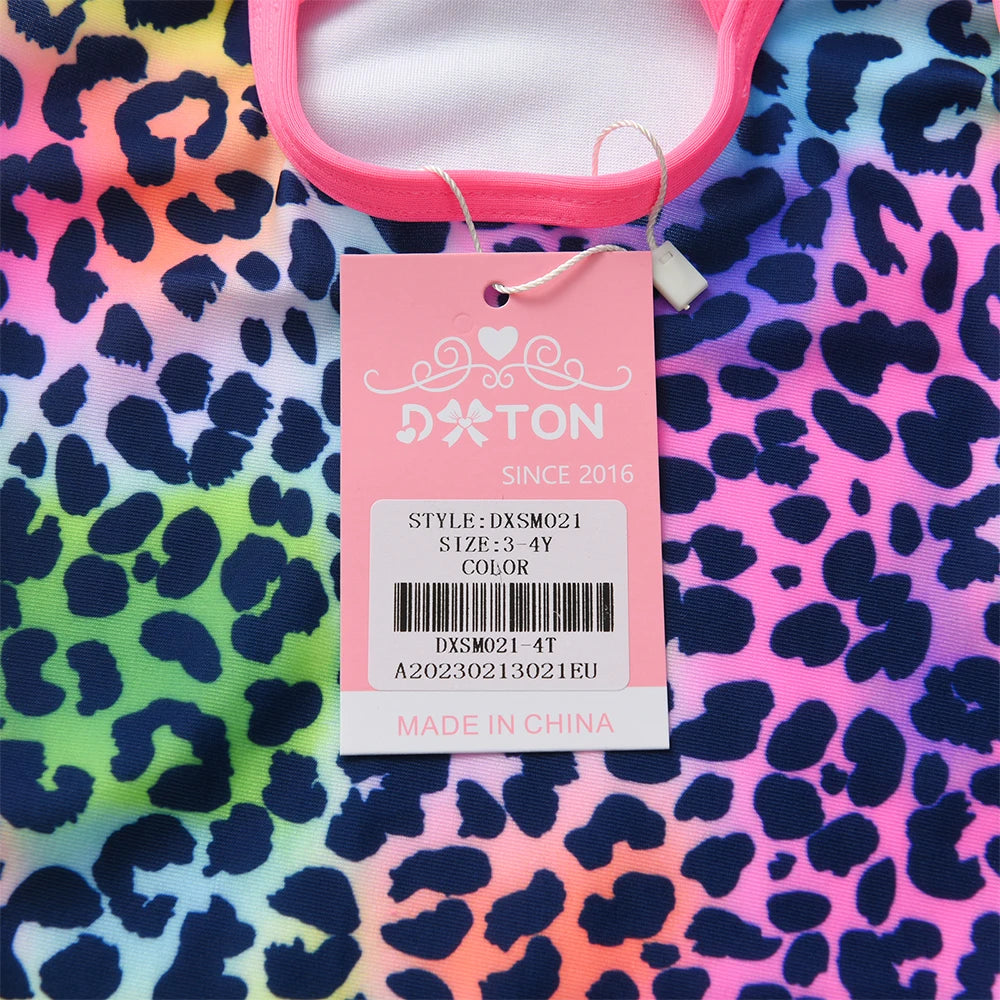 DXTON
SINCE 2016
STYLE:DXSM021
SIZE:3-4Y
COLOR
DXSM021-4T
A20230213021EU
MADE IN CHINA